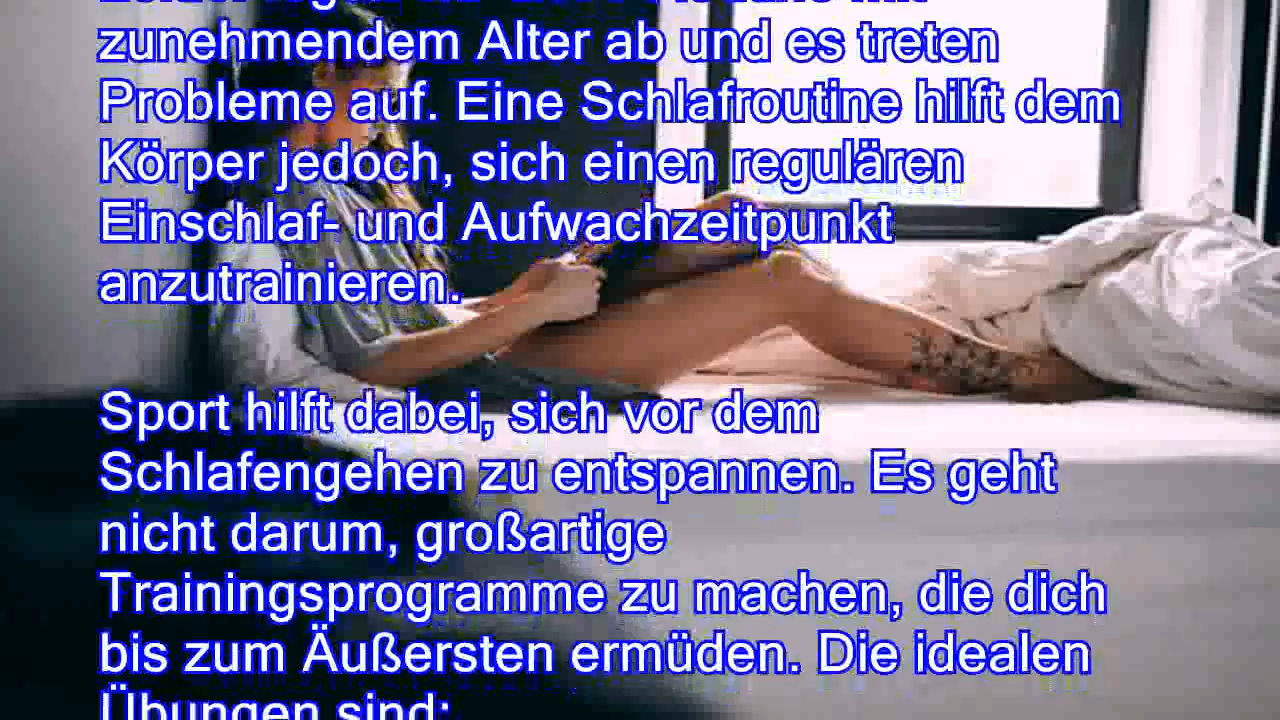 zunehmendem Alter ab und es treten
Probleme auf. Eine Schlafroutine hilft dem
Körper jedoch, sich einen regulären
Einschlaf- und Aufwachzeitpunkt
anzutrainieren.
Sport hilft dabei, sich vor dem
Schlafengehen zu entspannen. Es geht
nicht darum, großartige
Trainingsprogramme zu machen, die dich
bis zum Äußersten ermüden. Die idealen
Übungen sind: